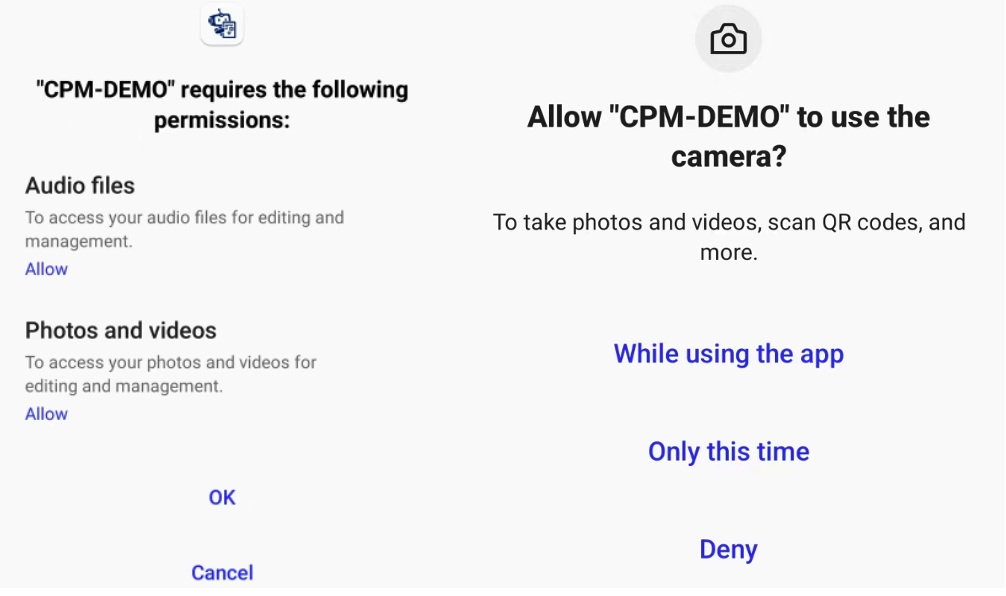 "CPM-DEMO" requires the following
permissions:
Audio files
To access your audio files for editing and
management.
Allow
Photos and videos
To access your photos and videos for
editing and management.
Allow
OK
Cancel
Allow "CPM-DEMO" to use the
camera?
To take photos and videos, scan QR codes, and
more.
While using the app
Only this time
Deny